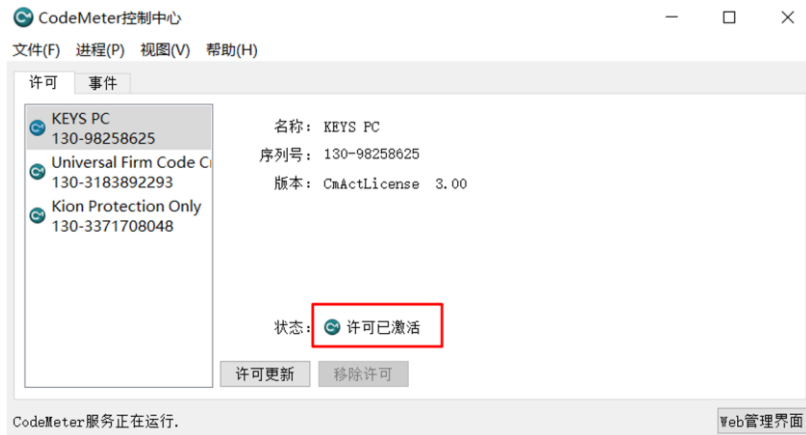 CodeMeter控制中心
文件(F) 进程(P) 视图(V) 帮助(H)
许可 事件
KEYS PC
130-98258625
Universal Firm Code C
130-3183892293
Kion Protection Only
130-3371708048
名称: KEYS PC
序列号: 130-98258625
版本: CmActLicense 3.00
状态: 许可已激活
许可更新 移除许可
CodeMeter服务正在运行.
Web管理界面